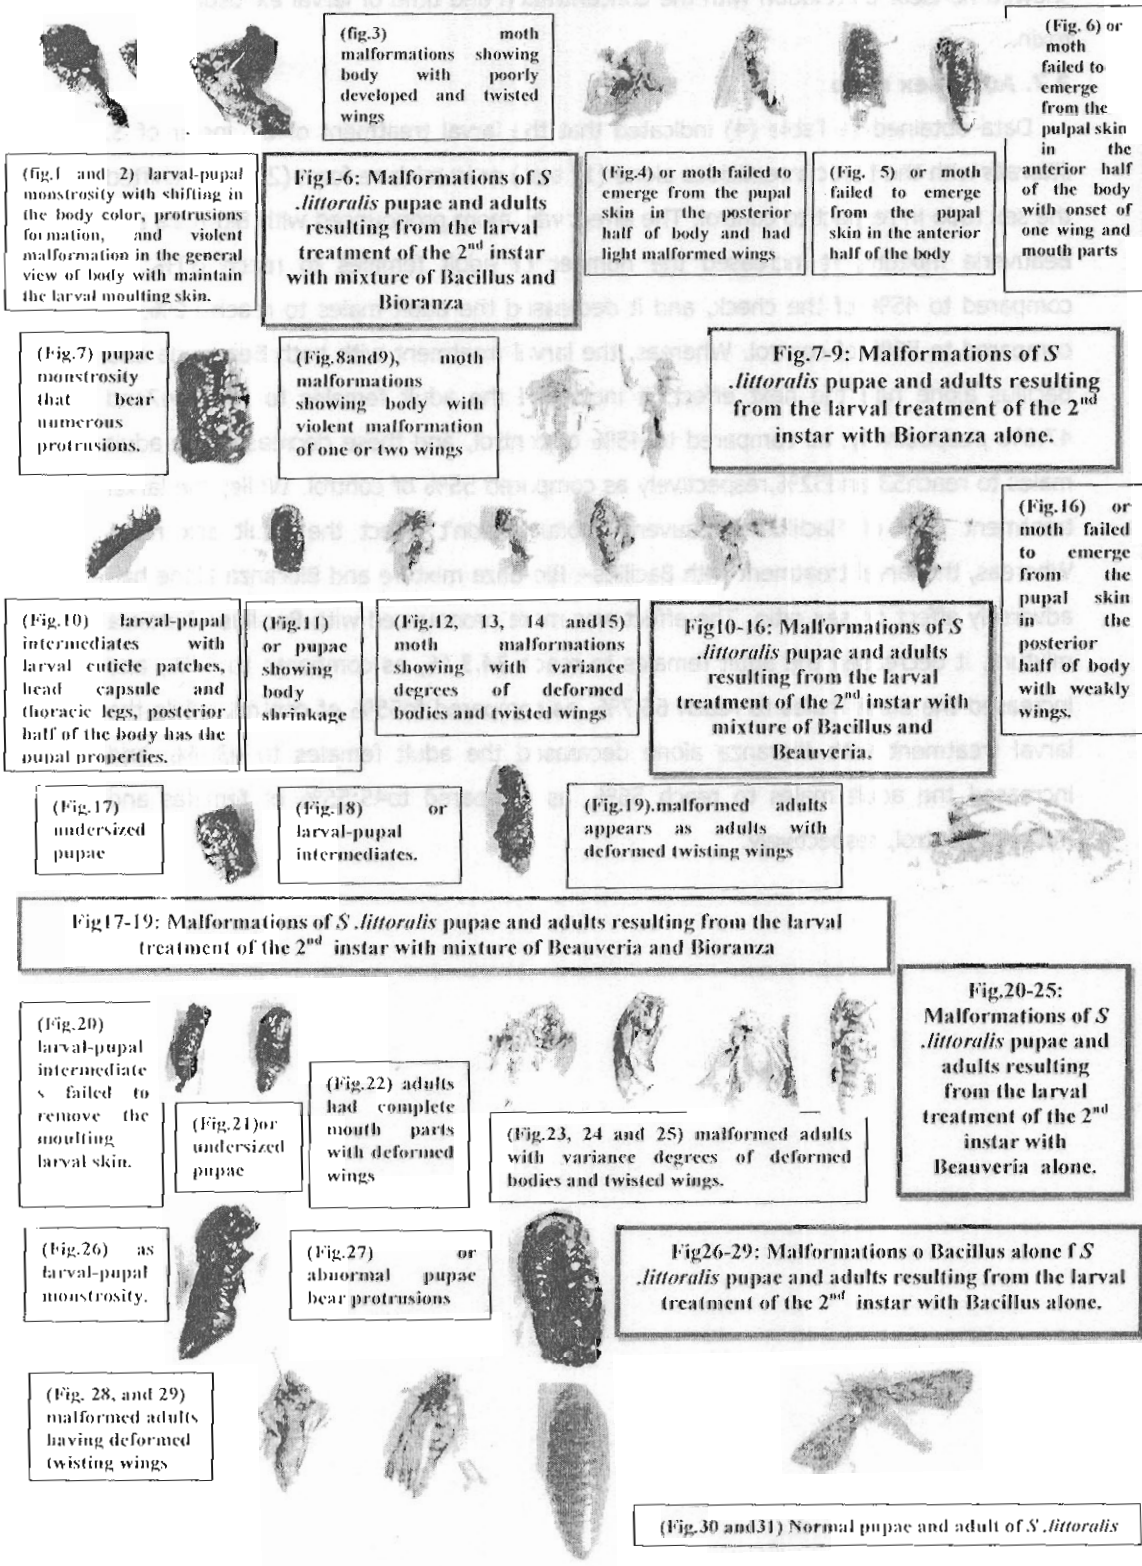 (fig.3) moth
malformations showing
body with poorly
developed and twisted
wings
(Fig. 6) or
moth
failed to
emerge
from the
pulpal skin
in the
anterior half
of the body
with onset of
one wing and
mouth parts
(fig.1 and 2) larval-pupal
monstrosity with shifting in
the body color, protrusions
formation, and violent
malformation in the general
view of body with maintain
the larval moulting skin.
Fig1-6: Malformations of S
.littoralis pupae and adults
resulting from the larval
treatment of the 2nd instar
with mixture of Bacillus and
Bioranza
(Fig.4) or moth failed to
emerge from the pupal
skin in the posterior
half of body and had
light malformed wings
(Fig. 5) or moth
failed to emerge
from the pupal
skin in the anterior
half of the body
(Fig.7) pupae
monstrosity
that bear
numerous
protrusions.
(Fig.8and9), moth
malformations
showing body with
violent malformation
of one or two wings
Fig.7-9: Malformations of S
.littoralis pupae and adults resulting
from the larval treatment of the 2nd
instar with Bioranza alone.
(Fig.16) or
moth failed
to emerge
from the
pupal skin
in the
posterior
half of body
with weakly
wings.
(Fig.10) larval-pupal
intermediates with
larval cuticle patches,
head capsule and
thoracic legs, posterior
half of the body has the
pupal properties.
(Fig.11)
or pupae
showing
body
shrinkage
(Fig.12, 13, 14 and15)
moth malformations
showing with variance
degrees of deformed
bodies and twisted wings
Fig10-16: Malformations of S
.littoralis pupae and adults
resulting from the larval
treatment of the 2nd instar with
mixture of Bacillus and
Beauveria.
(Fig.17)
undersized
pupae
(Fig.18) or
larval-pupal
intermediates.
(Fig.19).malformed adults
appears as adults with
deformed twisting wings
Fig17-19: Malformations of S .littoralis pupae and adults resulting from the larval
treatment of the 2nd instar with mixture of Beauveria and Bioranza
Fig.20-25:
Malformations of S
.littoralis pupae and
adults resulting
from the larval
treatment of the 2nd
instar with
Beauveria alone.
(Fig.20)
larval-pupal
intermediate
s failed to
remove the
moulting
larval skin.
(Fig.21)or
undersized
pupae
(Fig.22) adults
had complete
mouth parts
with deformed
wings
(Fig.23, 24 and 25) malformed adults
with variance degrees of deformed
bodies and twisted wings.
(Fig.26) as
larval-pupal
monstrosity.
(Fig.27) or
abnormal pupae
bear protrusions
Fig26-29: Malformations o Bacillus alone f S
.littoralis pupae and adults resulting from the larval
treatment of the 2nd instar with Bacillus alone.
(Fig. 28, and 29)
malformed adults
having deformed
twisting wings
(Fig.30 and31) Normal pupae and adult of S .littoralis